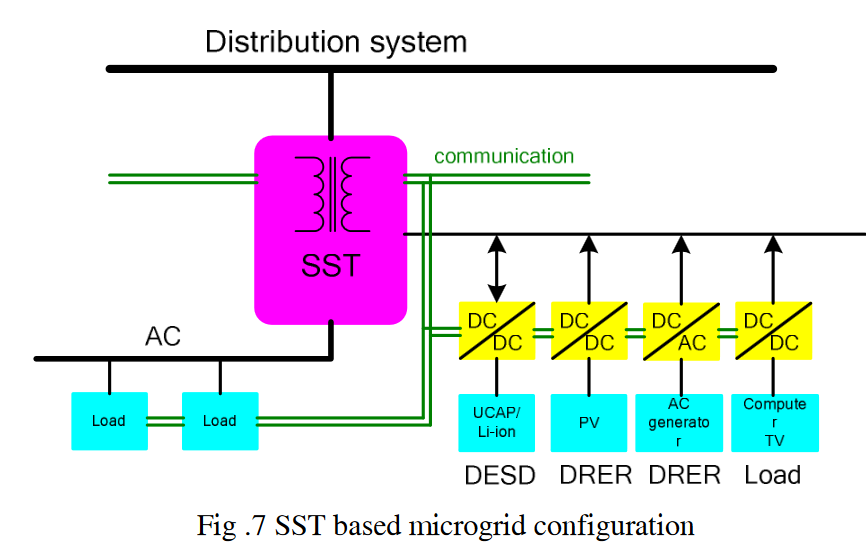 Distribution system
communication
SST
AC
DC
DC
DC
DC
DC
AC
DC
DC
Load
Load
UCAP/
Li-ion
PV
AC
generato
r
Compute
r
TV
DESD
DRER
DRER
Load
Fig .7 SST based microgrid configuration